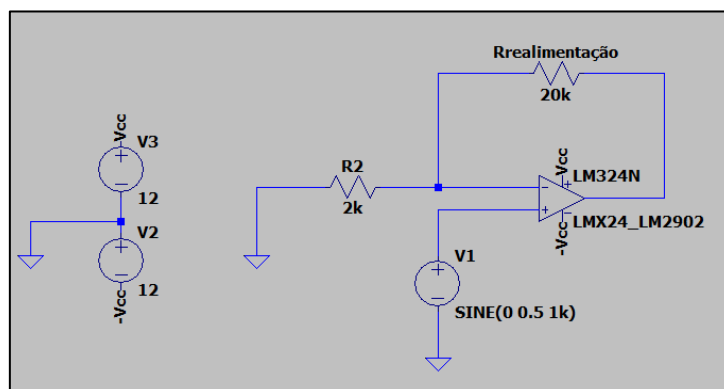 Rrealimentação
20k
Vcc
V3
12
V2
12
-Vcc
R2
2k
Vcc
LM324N
LMX24_LM2902
-Vcc
V1
SINE(0 0.5 1k)